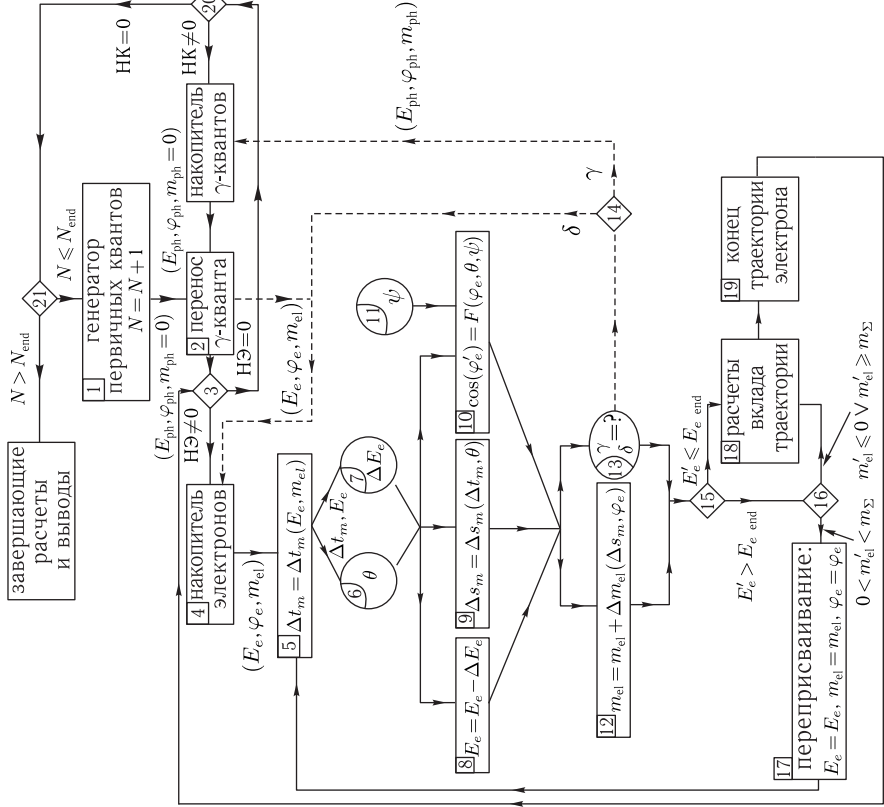 завершающие
расчеты
и выводы
N > N_end
21
N ⩽ N_end
НК=0
20
НК≠0
1
генератор
первичных квантов
N = N + 1
(E_ph, φ_ph, m_ph = 0)
накопитель
γ-квантов
(E_ph, φ_ph, m_ph)
2 перенос
γ-кванта
(E_ph, φ_ph, m_ph = 0)
3
НЭ=0
НЭ≠0
4 накопитель
электронов
(E_e, φ_e, m_el)
(E_e, φ_e, m_el)
5 Δt_m = Δt_m(E_e, m_el)
Δt_m, E_e
6 θ
7 ΔE_e
11 ψ
8 E_e = E_e − ΔE_e
9 Δs_m = Δs_m(Δt_m, θ)
10 cos(φ'_e) = F(φ_e, θ, ψ)
12 m_el = m_el + Δm_el(Δs_m, φ_e)
13 γ/δ = ?
14
δ
γ
15
E'_e ⩽ E_e end
E'_e > E_e end
18 расчеты
вклада
траектории
19 конец
траектории
электрона
16
0 < m'_el < m_Σ
m'_el ⩽ 0 ∨ m'_el ⩾ m_Σ
17
переприсваивание:
E_e = E_e, m_el = m_el, φ_e = φ_e